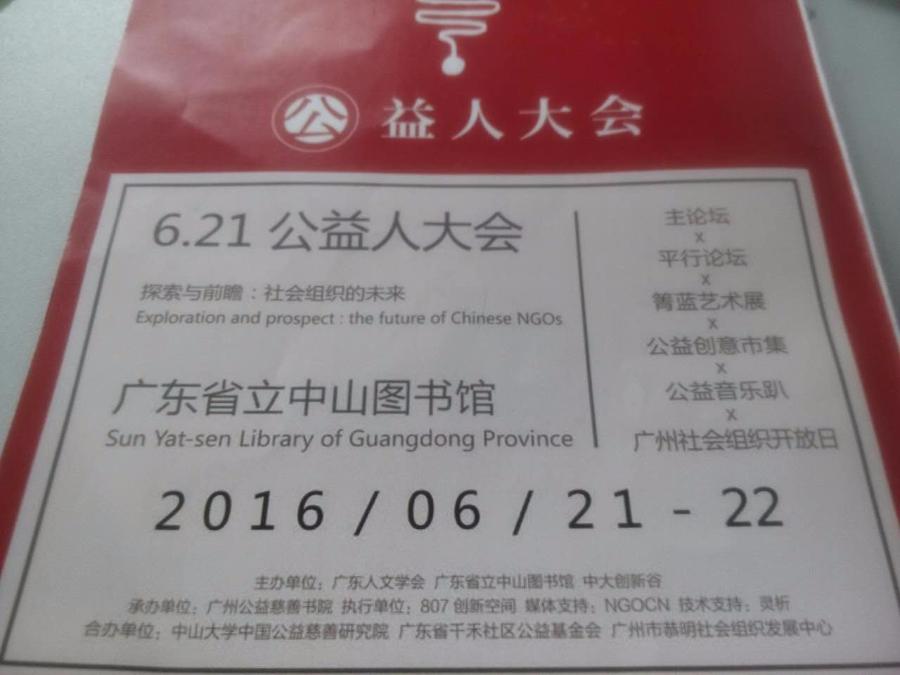 公益人大会
6.21 公益人大会
探索与前瞻：社会组织的未来
Exploration and prospect : the future of Chinese NGOs
广东省立中山图书馆
Sun Yat-sen Library of Guangdong Province
主论坛
x
平行论坛
x
箐蓝艺术展
x
公益创意市集
x
公益音乐趴
x
广州社会组织开放日
2016 / 06 / 21 - 22
主办单位：广东人文学会 广东省立中山图书馆 中大创新谷
承办单位：广州公益慈善书院 执行单位：807 创新空间 媒体支持：NGOCN 技术支持：灵析
合办单位：中山大学中国公益慈善研究院 广东省千禾社区公益基金会 广州市恭明社会组织发展中心